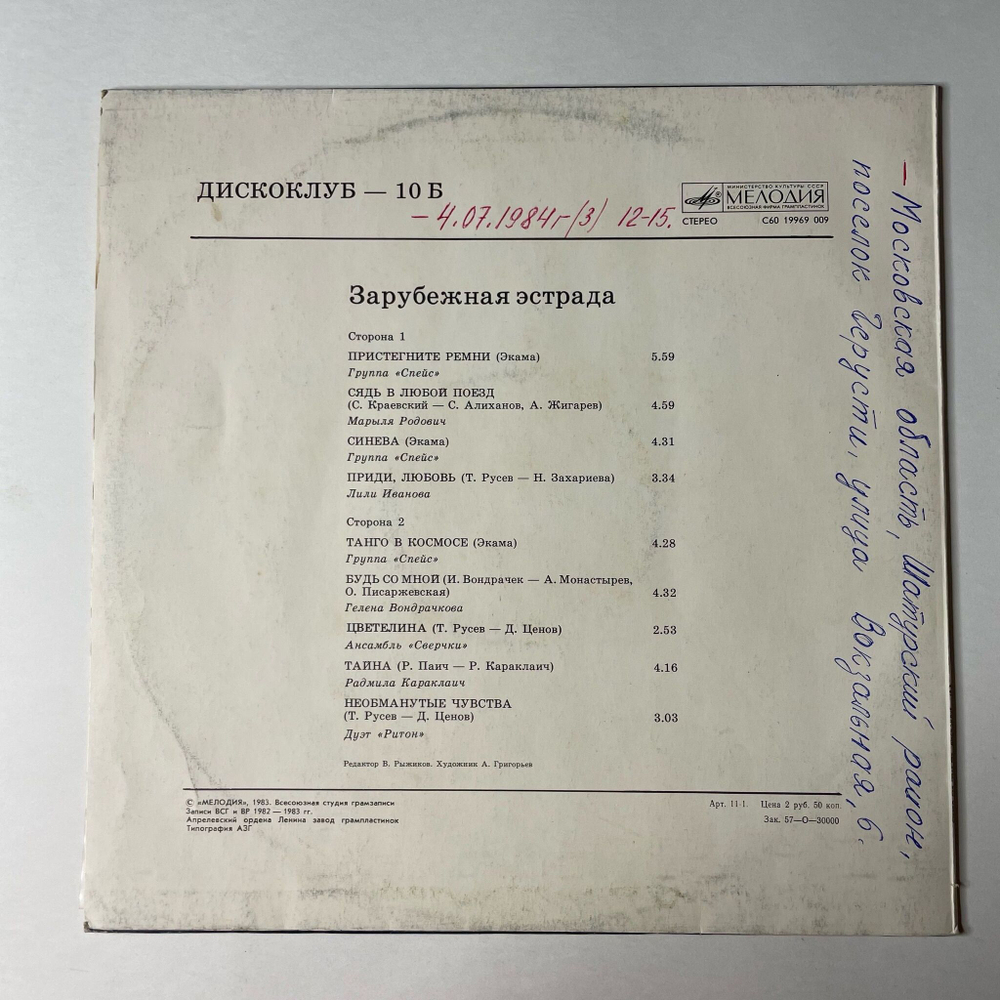 ДИСКОКЛУБ — 10 Б
МИНИСТЕРСТВО КУЛЬТУРЫ СССР
МЕЛОДИЯ
ВСЕСОЮЗНАЯ ФИРМА ГРАМПЛАСТИНОК
СТЕРЕО С60 19969 009
– 4.07.1984г (3) 12-15.
Зарубежная эстрада
Сторона 1
ПРИСТЕГНИТЕ РЕМНИ (Экама) 5.59
Группа «Спейс»
СЯДЬ В ЛЮБОЙ ПОЕЗД
(С. Краевский — С. Алиханов, А. Жигарев) 4.59
Марыля Родович
СИНЕВА (Экама) 4.31
Группа «Спейс»
ПРИДИ, ЛЮБОВЬ (Т. Русев — Н. Захариева) 3.34
Лили Иванова
Сторона 2
ТАНГО В КОСМОСЕ (Экама) 4.28
Группа «Спейс»
БУДЬ СО МНОЙ (И. Вондрачек — А. Монастырев,
О. Писаржевская) 4.32
Гелена Вондрачкова
ЦВЕТЕЛИНА (Т. Русев — Д. Ценов) 2.53
Ансамбль «Сверчки»
ТАЙНА (Р. Паич — Р. Караклаич) 4.16
Радмила Караклаич
НЕОБМАНУТЫЕ ЧУВСТВА
(Т. Русев — Д. Ценов) 3.03
Дуэт «Ритон»
Редактор В. Рыжиков. Художник А. Григорьев
© «МЕЛОДИЯ», 1983. Всесоюзная студия грамзаписи
Записи ВСГ и ВР 1982 — 1983 гг.
Апрелевский ордена Ленина завод грампластинок
Типография АЗГ
Арт. 11-1. Цена 2 руб. 50 коп.
Зак. 57—О—30000
– Московская область, Шатурский район,
поселок Черусти, улица Вокзальная, 6.